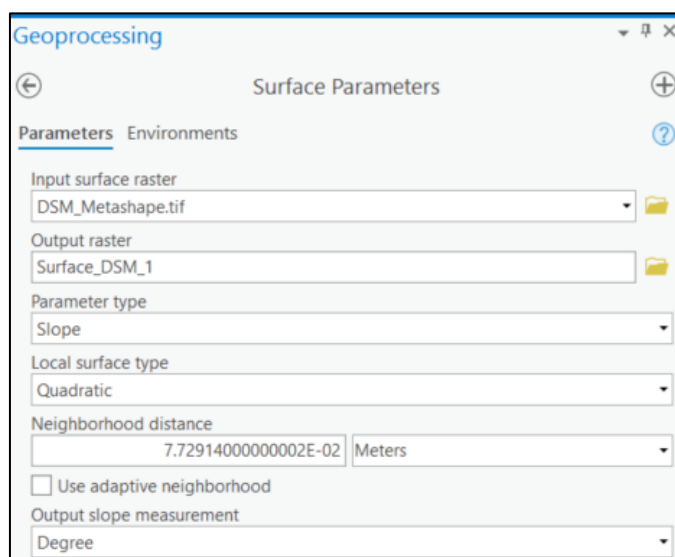 Geoprocessing
Surface Parameters
Parameters Environments
Input surface raster
DSM_Metashape.tif
Output raster
Surface_DSM_1
Parameter type
Slope
Local surface type
Quadratic
Neighborhood distance
7.72914000000002E-02 Meters
Use adaptive neighborhood
Output slope measurement
Degree